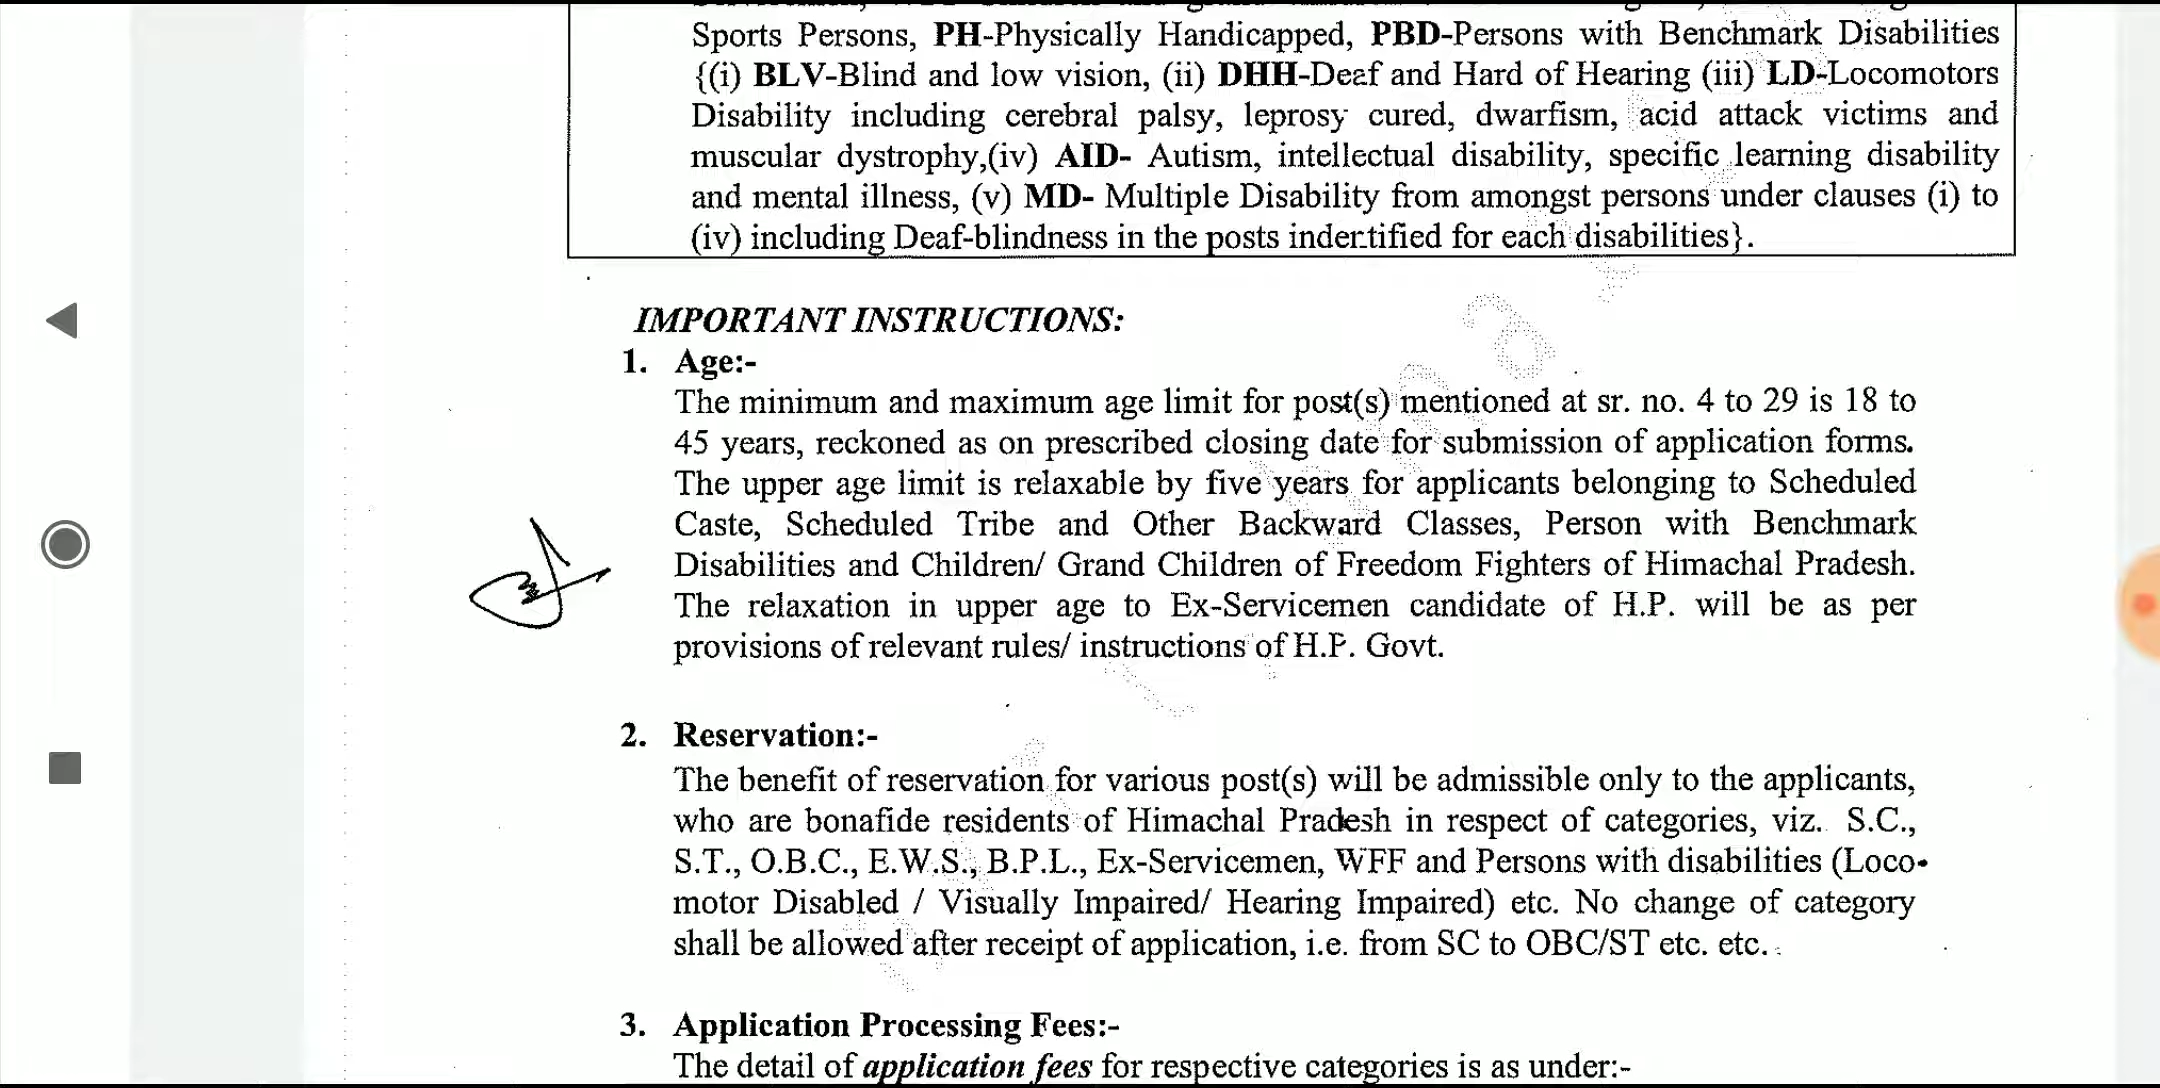 Sports Persons, PH-Physically Handicapped, PBD-Persons with Benchmark Disabilities
{(i) BLV-Blind and low vision, (ii) DHH-Deaf and Hard of Hearing (iii) LD-Locomotors
Disability including cerebral palsy, leprosy cured, dwarfism, acid attack victims and
muscular dystrophy,(iv) AID- Autism, intellectual disability, specific learning disability
and mental illness, (v) MD- Multiple Disability from amongst persons under clauses (i) to
(iv) including Deaf-blindness in the posts indentified for each disabilities}.
IMPORTANT INSTRUCTIONS:
1. Age:-
The minimum and maximum age limit for post(s) mentioned at sr. no. 4 to 29 is 18 to
45 years, reckoned as on prescribed closing date for submission of application forms.
The upper age limit is relaxable by five years for applicants belonging to Scheduled
Caste, Scheduled Tribe and Other Backward Classes, Person with Benchmark
Disabilities and Children/ Grand Children of Freedom Fighters of Himachal Pradesh.
The relaxation in upper age to Ex-Servicemen candidate of H.P. will be as per
provisions of relevant rules/ instructions of H.P. Govt.
2. Reservation:-
The benefit of reservation for various post(s) will be admissible only to the applicants,
who are bonafide residents of Himachal Pradesh in respect of categories, viz. S.C.,
S.T., O.B.C., E.W.S., B.P.L., Ex-Servicemen, WFF and Persons with disabilities (Loco-
motor Disabled / Visually Impaired/ Hearing Impaired) etc. No change of category
shall be allowed after receipt of application, i.e. from SC to OBC/ST etc. etc.
3. Application Processing Fees:-
The detail of application fees for respective categories is as under:-